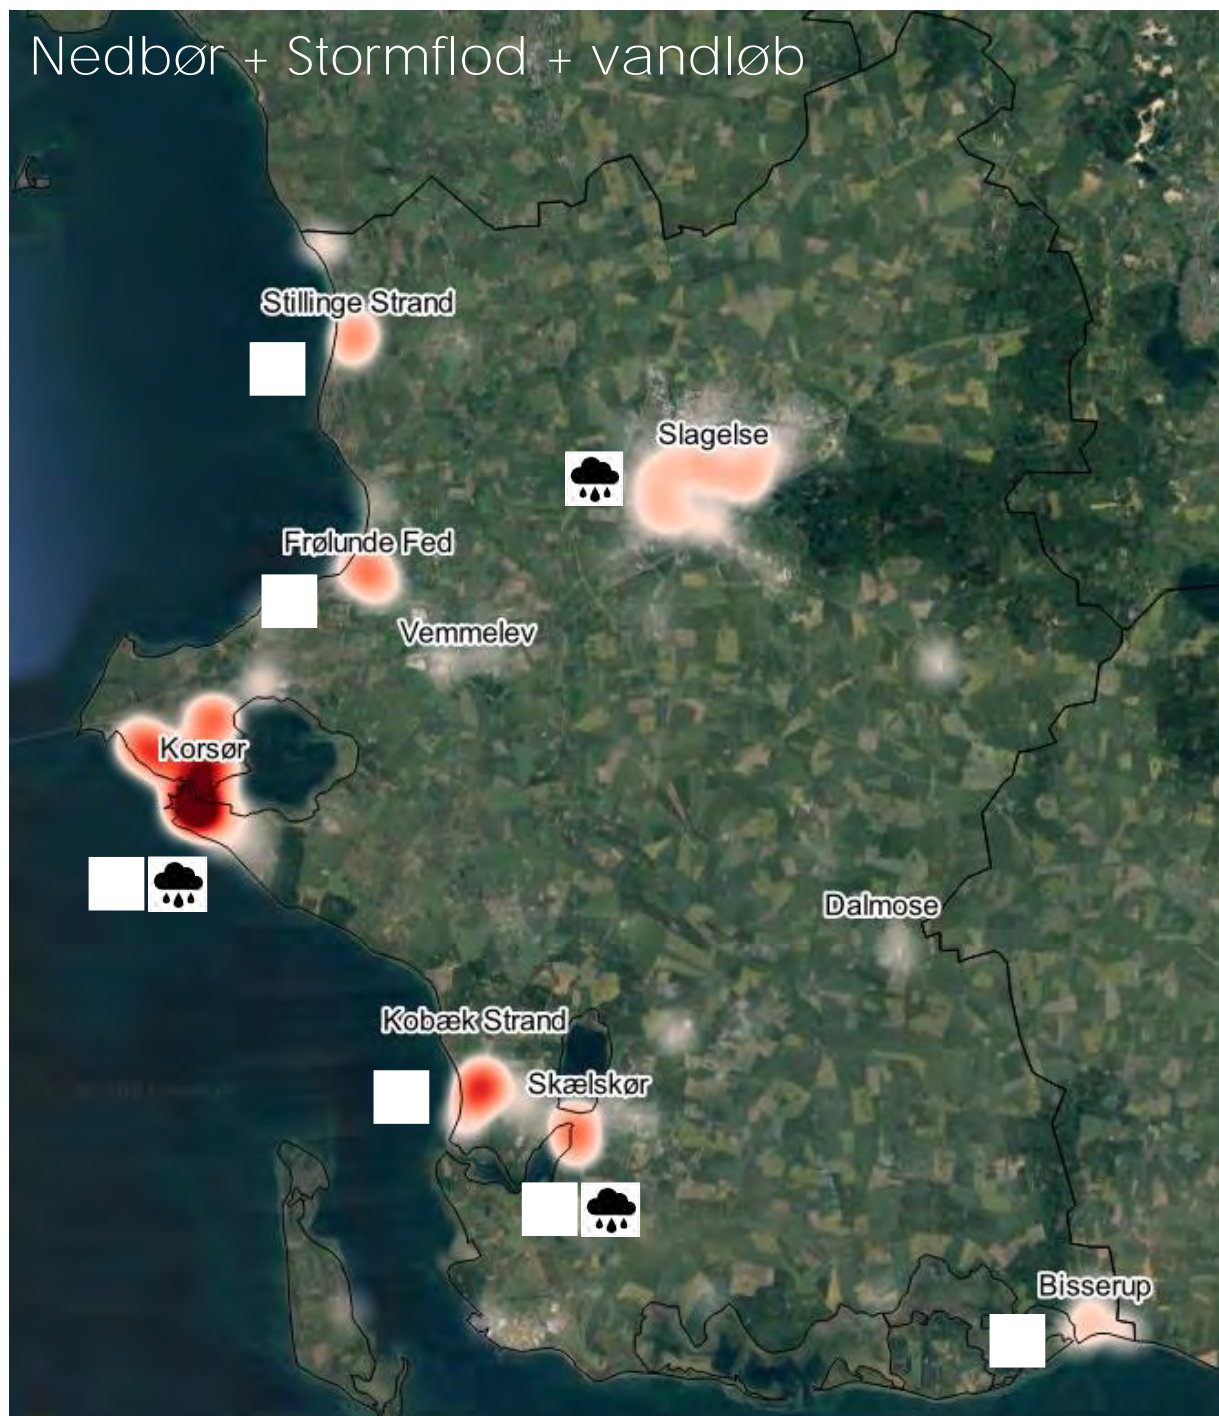 Nedbør + Stormflod + vandløb
Stillinge Strand
Slagelse
Frølunde Fed
Vemmelev
Korsør
Dalmose
Kobæk Strand
Skælskør
Bisserup